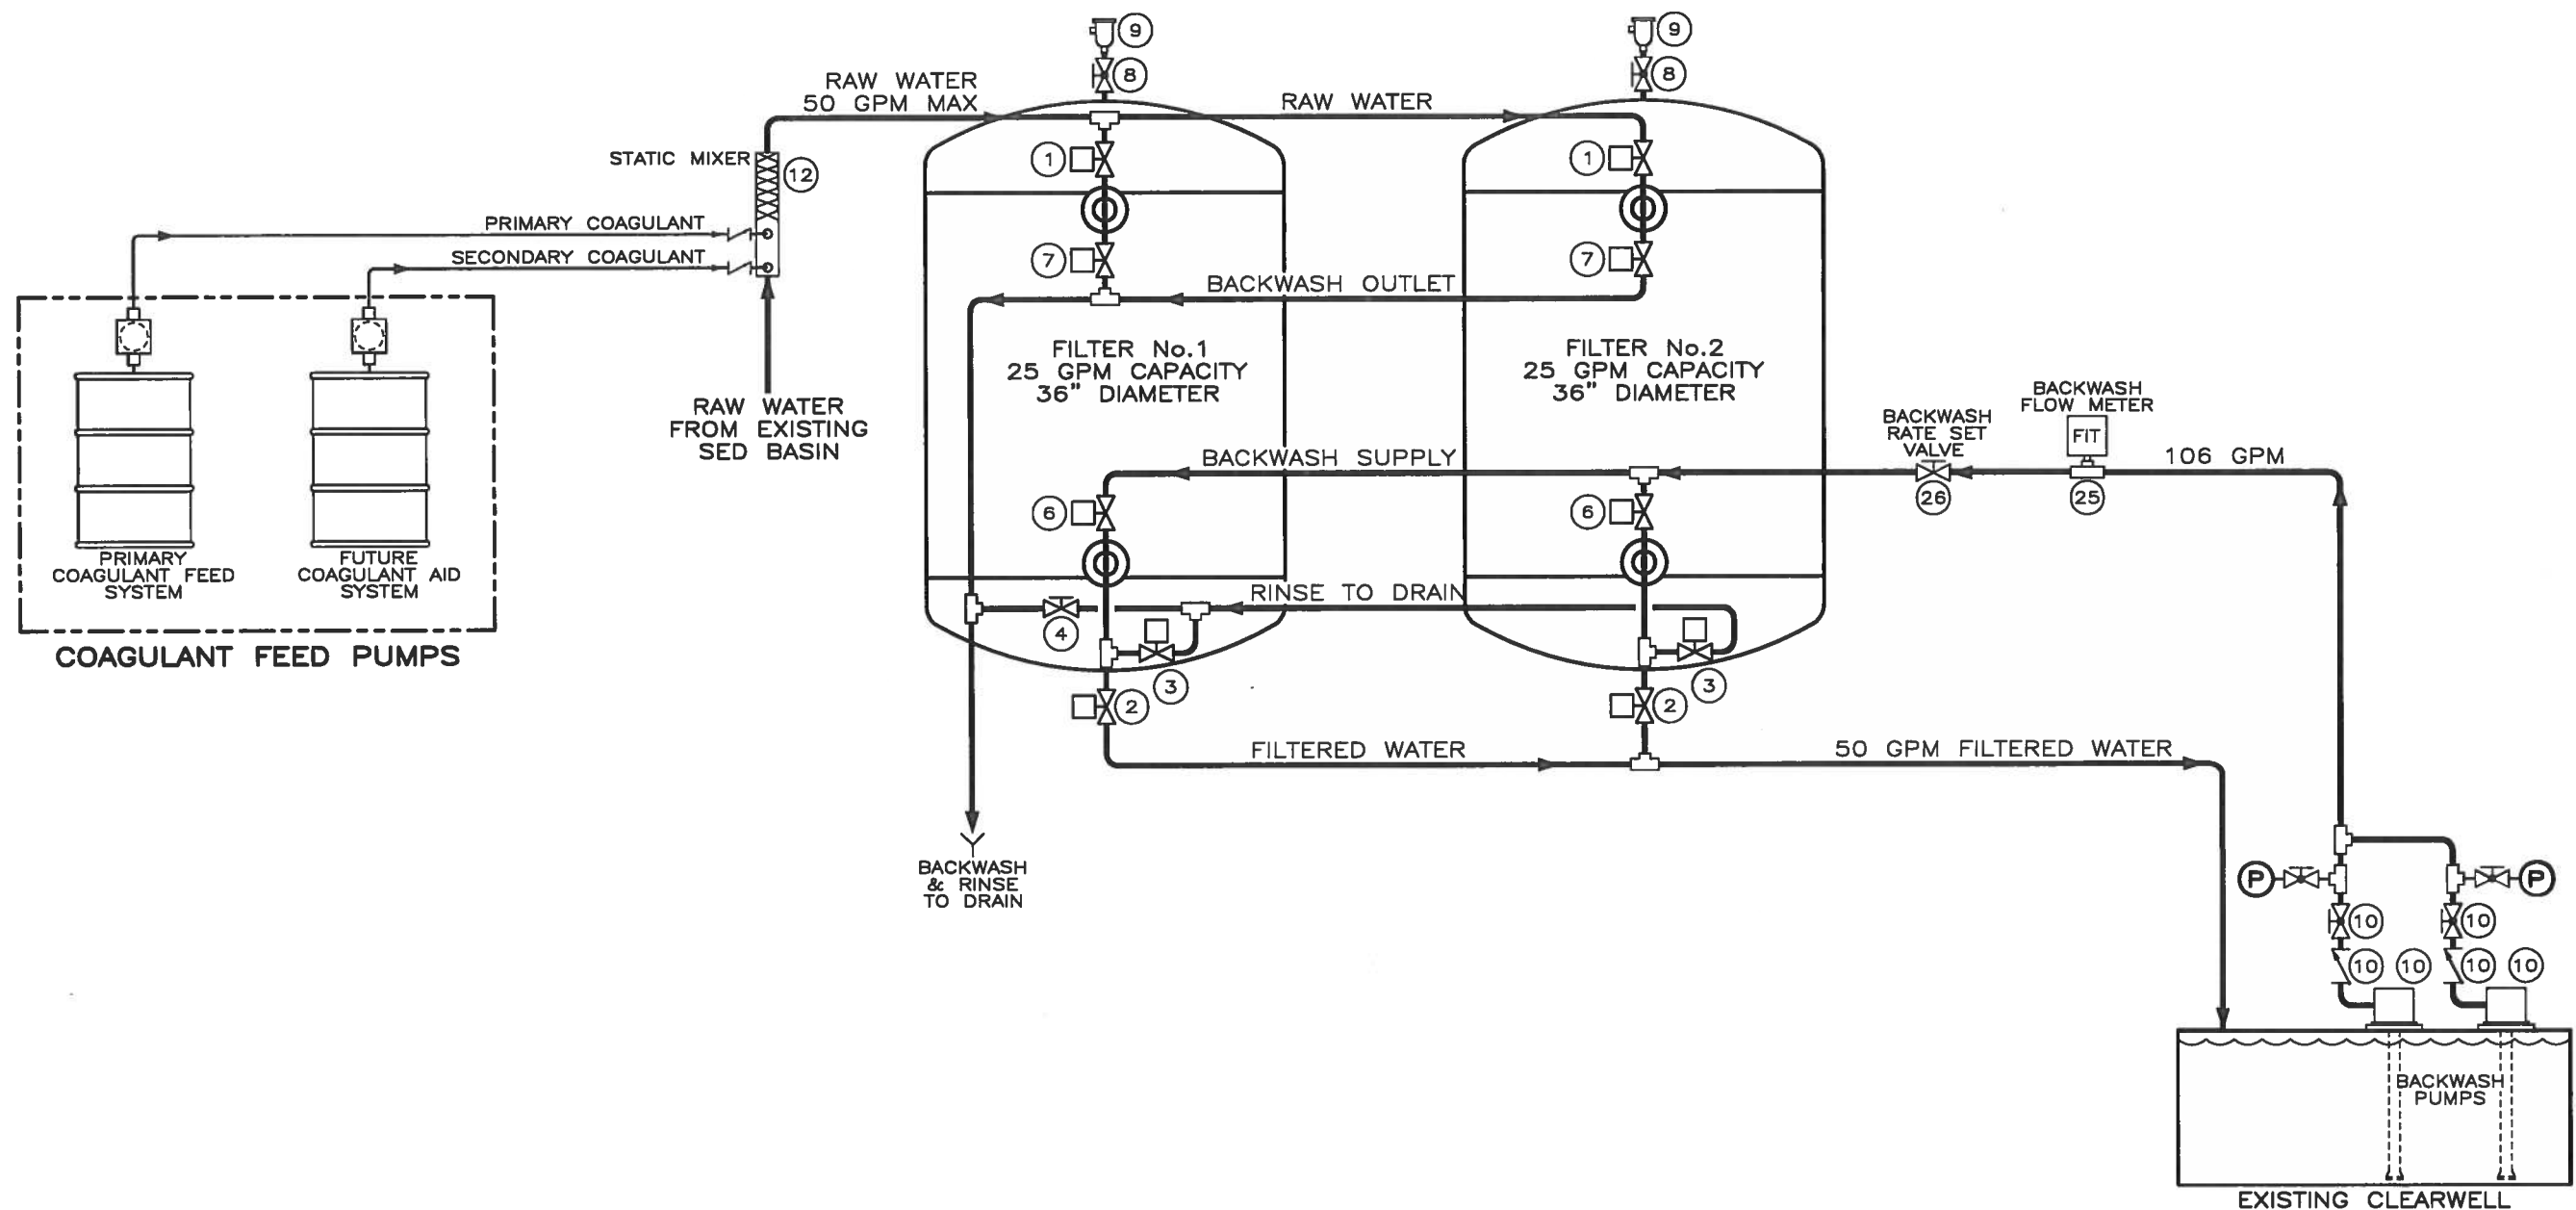 9
9
8
8
RAW WATER
50 GPM MAX
RAW WATER
STATIC MIXER
12
1
1
PRIMARY COAGULANT
SECONDARY COAGULANT
7
7
BACKWASH OUTLET
FILTER No.1
25 GPM CAPACITY
36" DIAMETER
FILTER No.2
25 GPM CAPACITY
36" DIAMETER
RAW WATER
FROM EXISTING
SED BASIN
BACKWASH
FLOW METER
FIT
BACKWASH
RATE SET
VALVE
106 GPM
BACKWASH SUPPLY
26
25
6
6
PRIMARY
COAGULANT FEED
SYSTEM
FUTURE
COAGULANT AID
SYSTEM
COAGULANT FEED PUMPS
RINSE TO DRAIN
4
3
3
2
2
FILTERED WATER
50 GPM FILTERED WATER
BACKWASH
& RINSE
TO DRAIN
P
P
10
10
10
10
10
10
BACKWASH
PUMPS
EXISTING CLEARWELL